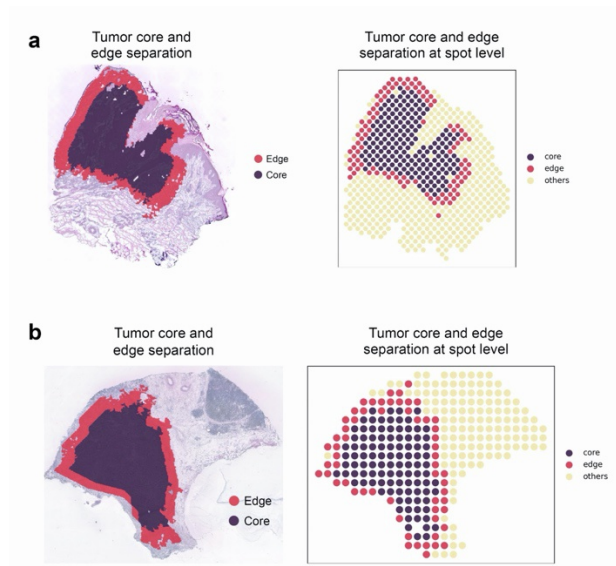 a
Tumor core and
edge separation
Edge
Core
Tumor core and edge
separation at spot level
core
edge
others
b
Tumor core and
edge separation
Edge
Core
Tumor core and edge
separation at spot level
core
edge
others